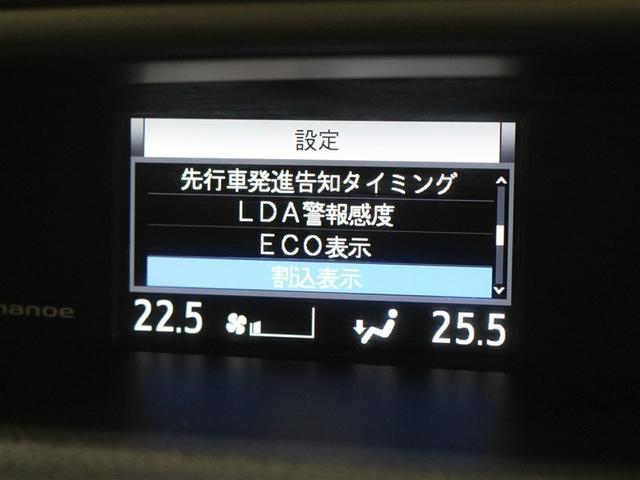 設定
先行車発進告知タイミング
LDA警報感度
ECO表示
割込表示
nanoe
22.5 25.5